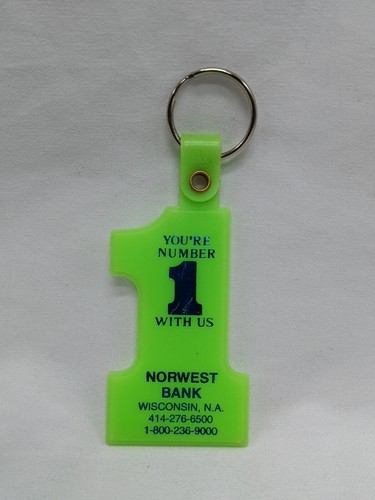 YOU'RE
NUMBER
1
WITH US
NORWEST
BANK
WISCONSIN, N.A.
414-276-6500
1-800-236-9000